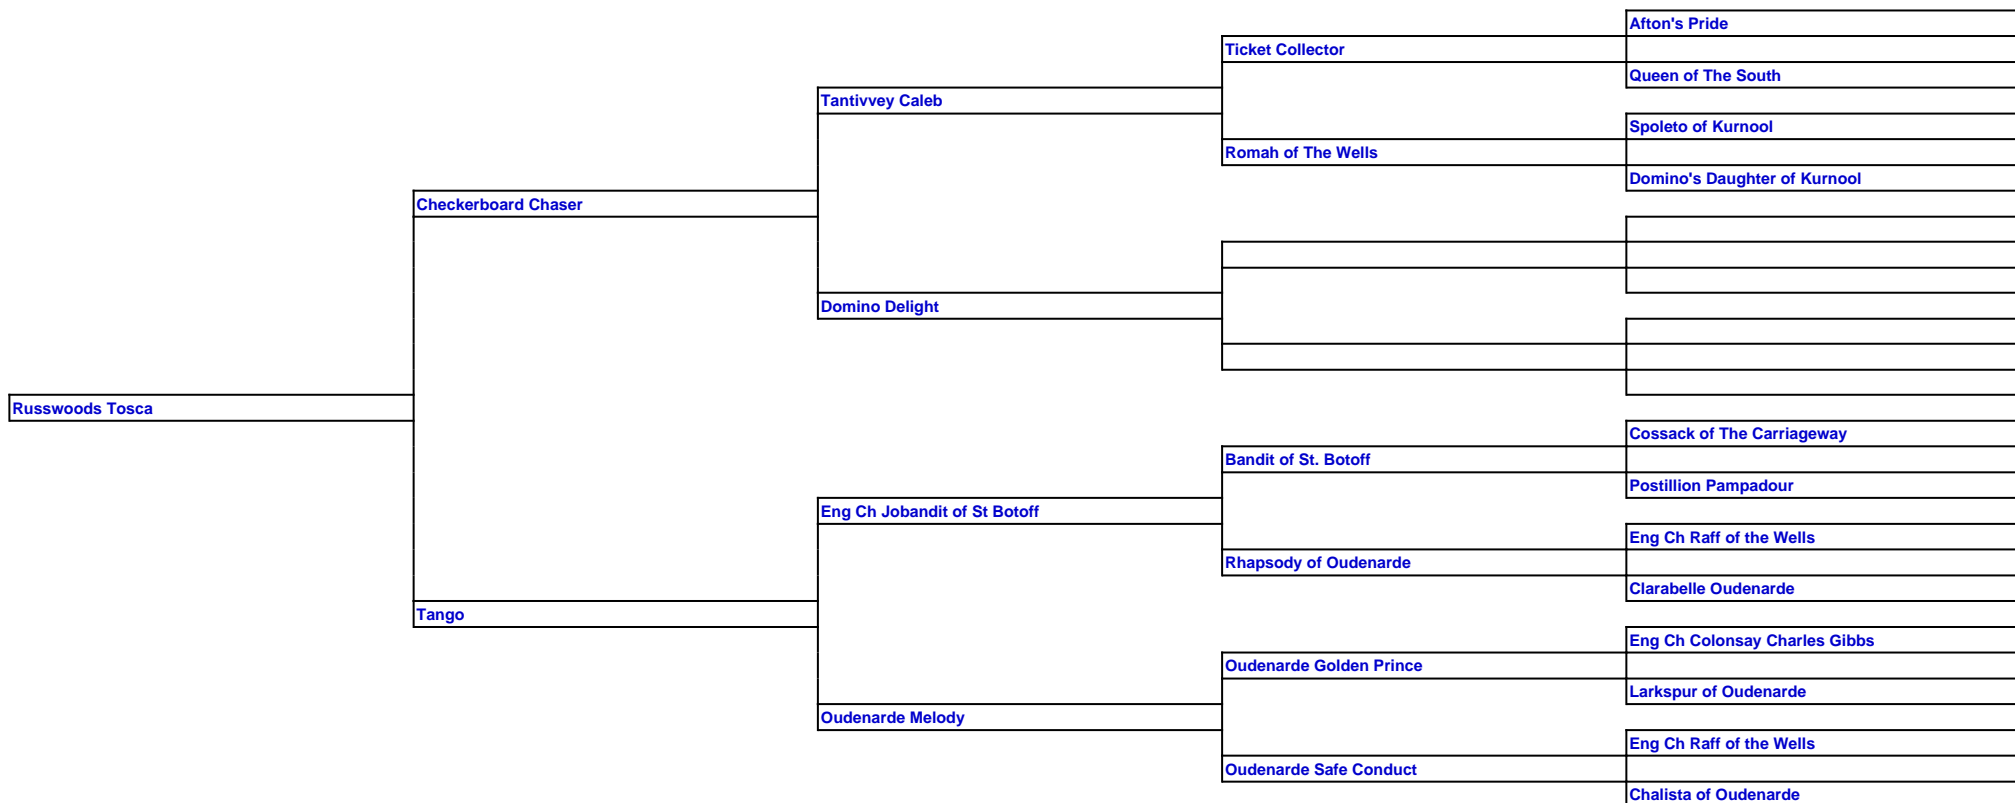 Afton's Pride
Ticket Collector
Queen of The South
Tantivvey Caleb
Spoleto of Kurnool
Romah of The Wells
Domino's Daughter of Kurnool
Checkerboard Chaser
Domino Delight
Russwoods Tosca
Cossack of The Carriageway
Bandit of St. Botoff
Postillion Pampadour
Eng Ch Jobandit of St Botoff
Eng Ch Raff of the Wells
Rhapsody of Oudenarde
Clarabelle Oudenarde
Tango
Eng Ch Colonsay Charles Gibbs
Oudenarde Golden Prince
Larkspur of Oudenarde
Oudenarde Melody
Eng Ch Raff of the Wells
Oudenarde Safe Conduct
Chalista of Oudenarde